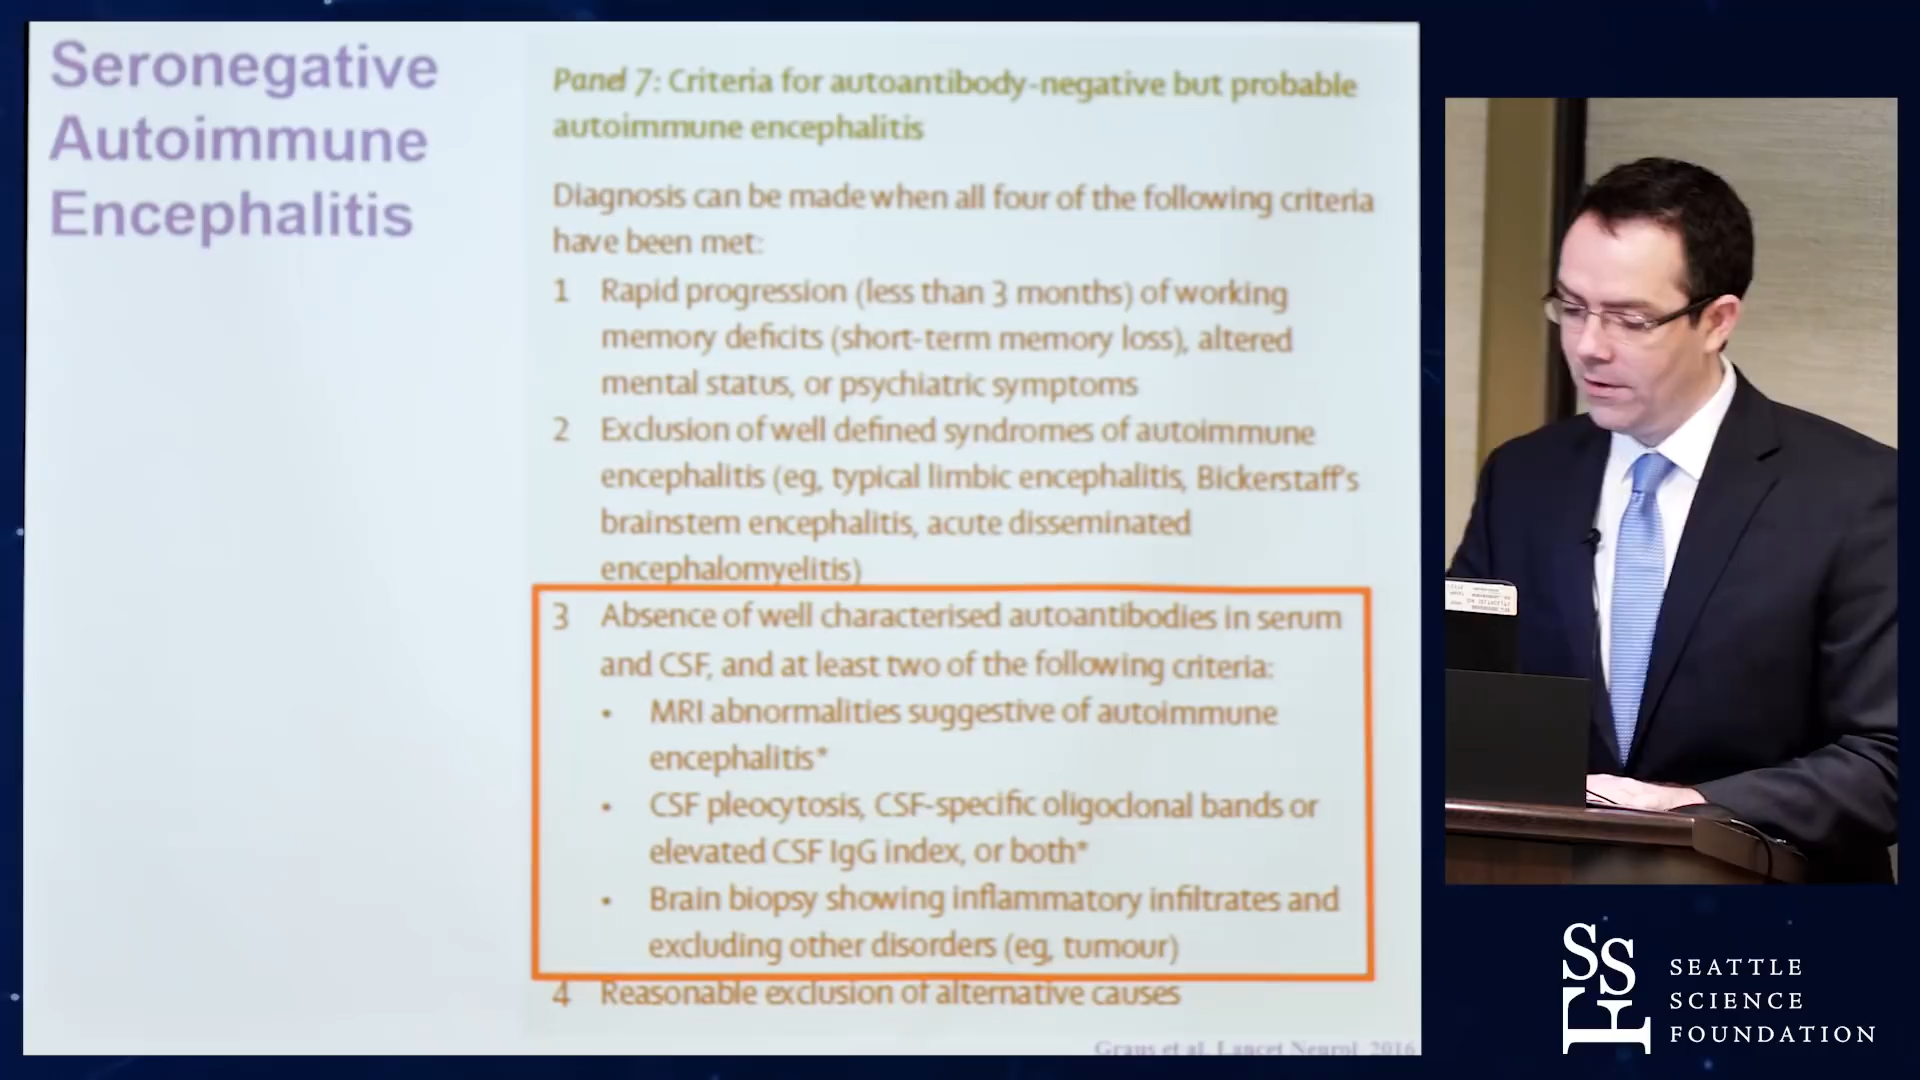 Seronegative
Autoimmune
Encephalitis
Panel 7: Criteria for autoantibody-negative but probable
autoimmune encephalitis
Diagnosis can be made when all four of the following criteria
have been met:
1 Rapid progression (less than 3 months) of working
memory deficits (short-term memory loss), altered
mental status, or psychiatric symptoms
2 Exclusion of well defined syndromes of autoimmune
encephalitis (eg, typical limbic encephalitis, Bickerstaff's
brainstem encephalitis, acute disseminated
encephalomyelitis)
3 Absence of well characterised autoantibodies in serum
and CSF, and at least two of the following criteria:
• MRI abnormalities suggestive of autoimmune
encephalitis*
• CSF pleocytosis, CSF-specific oligoclonal bands or
elevated CSF IgG index, or both*
• Brain biopsy showing inflammatory infiltrates and
excluding other disorders (eg, tumour)
4 Reasonable exclusion of alternative causes
Graus et al. Lancet Neurol. 2016
SSF
SEATTLE
SCIENCE
FOUNDATION